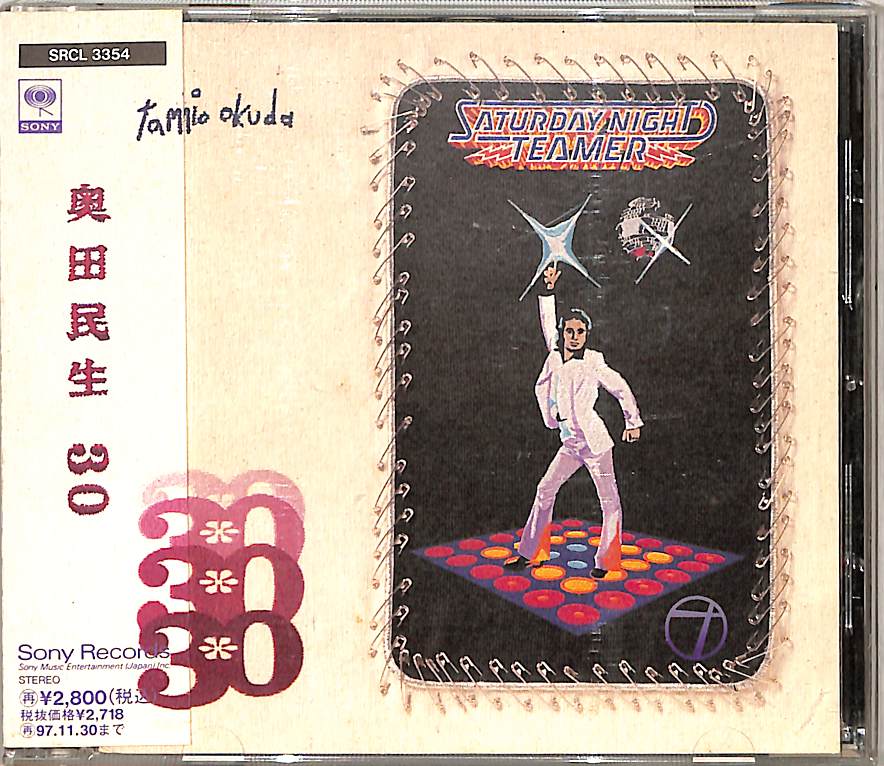 SRCL 3354
SONY
tamio okuda
奥田民生 30
SATURDAY NIGHT
TEAMER
30
30
30
Sony Records
Sony Music Entertainment (Japan) Inc.
STEREO
再¥2,800(税込
税抜価格¥2,718
再97.11.30まで